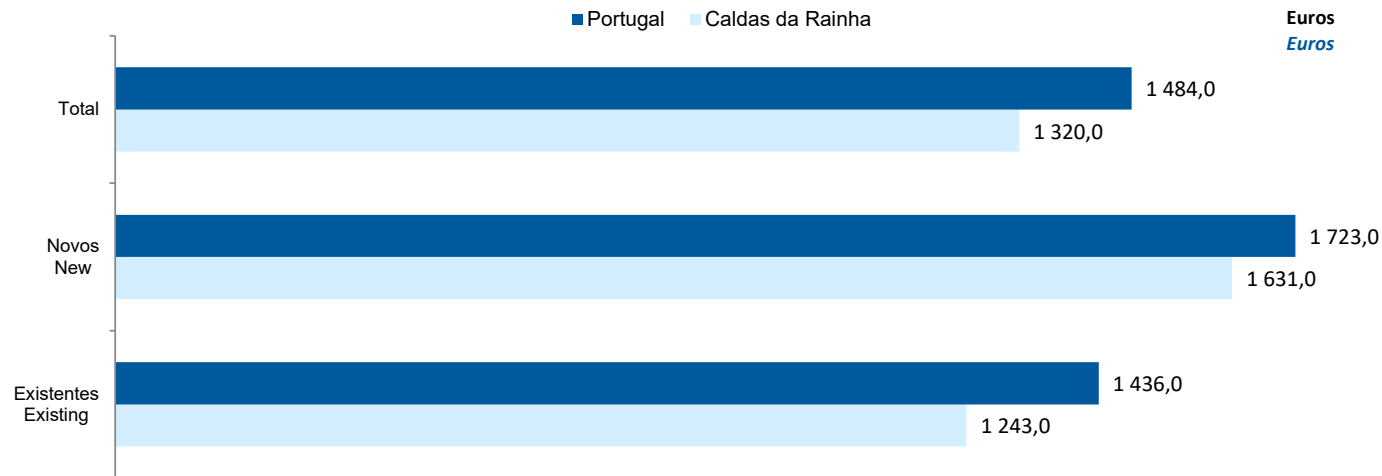 Portugal Caldas da Rainha
Euros
Euros
Total
1 484,0
1 320,0
Novos
New
1 723,0
1 631,0
Existentes
Existing
1 436,0
1 243,0